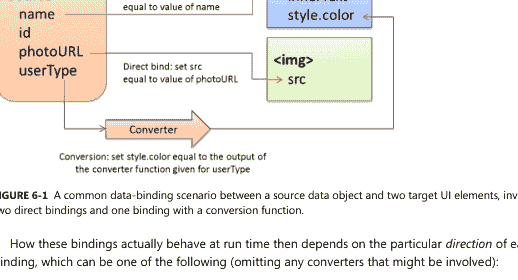 equal to value of name
name
style.color
id
photoURL
userType
Direct bind: set src
equal to value of photoURL
<img>
src
Converter
Conversion: set style.color equal to the output of
the converter function given for userType
IGURE 6-1 A common data-binding scenario between a source data object and two target UI elements, inv
wo direct bindings and one binding with a conversion function.
How these bindings actually behave at run time then depends on the particular direction of ea
inding, which can be one of the following (omitting any converters that might be involved):